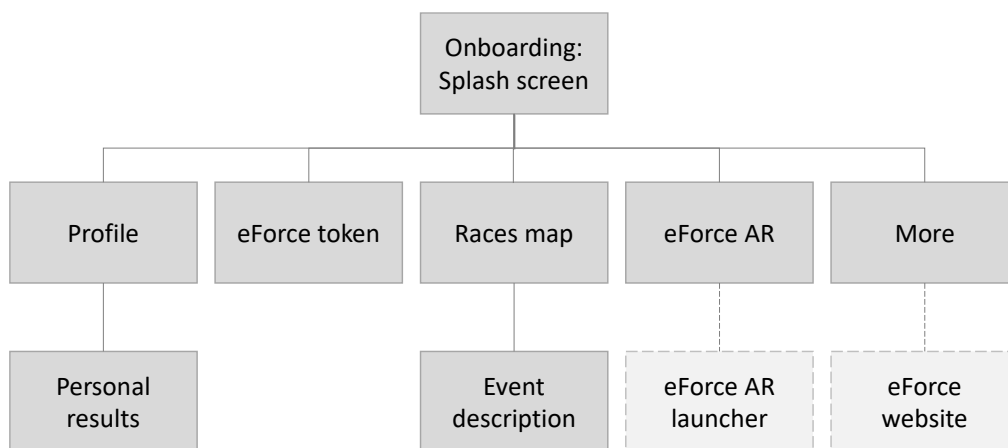 Onboarding:
Splash screen
Profile
eForce token
Races map
eForce AR
More
Personal
results
Event
description
eForce AR
launcher
eForce
website